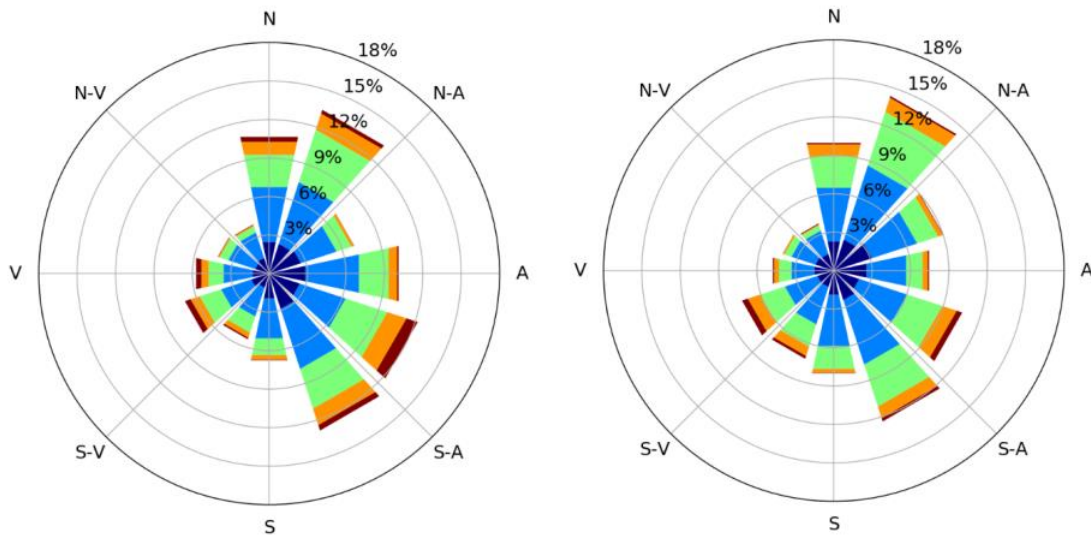 N
18%
15%
N-V
N-A
12%
9%
6%
3%
V
A
S-V
S-A
S
N
18%
15%
N-V
N-A
12%
9%
6%
3%
V
A
S-V
S-A
S